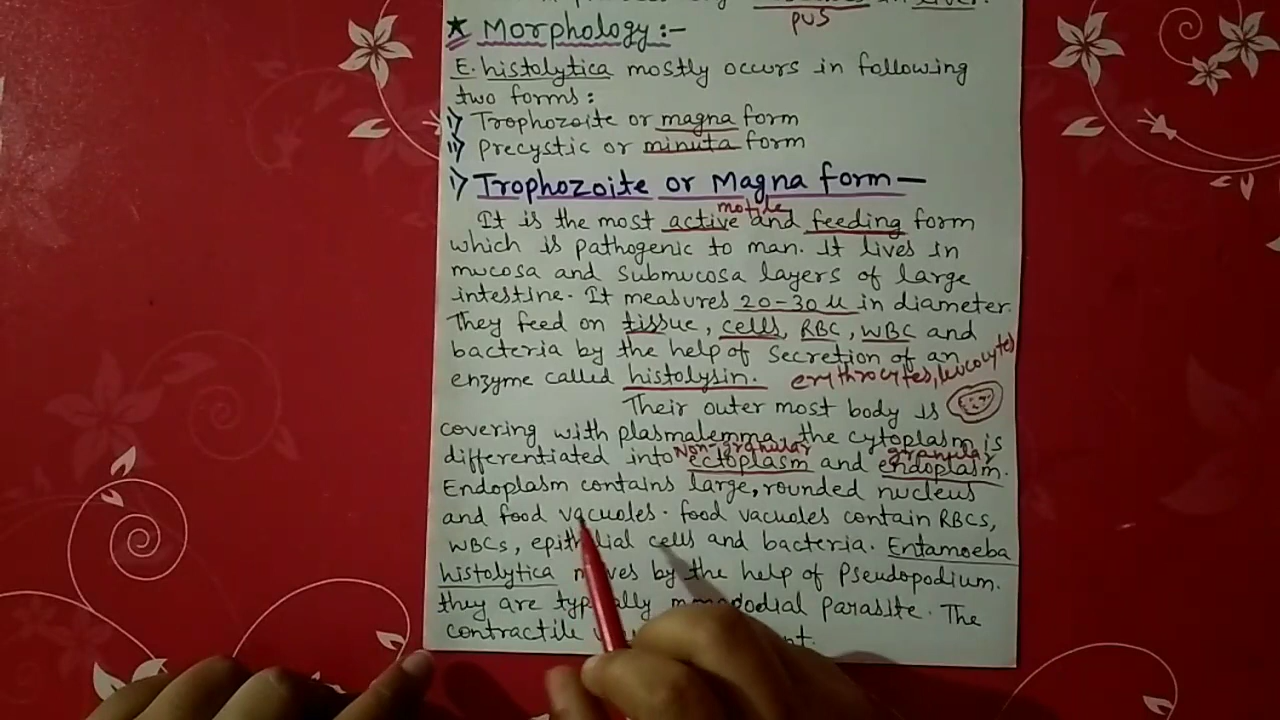 pus
★ Morphology:-
E. histolytica mostly occurs in following
two forms:
i) Trophozoite or magna form
ii) Precystic or minuta form
i) Trophozoite or Magna form—
motile
It is the most active and feeding form
which is pathogenic to man. It lives in
mucosa and submucosa layers of large
intestine. It measures 20-30 µ in diameter.
They feed on tissue, cells, RBC, WBC and
bacteria by the help of secretion of an
erythrocytes, leucocytes
enzyme called histolysin.
Their outer most body is
covering with plasmalemma. the cytoplasm is
Non-granular granular
differentiated into ectoplasm and endoplasm.
Endoplasm contains large, rounded nucleus
and food vacuoles. food vacuoles contain RBCs,
WBCs, epithelial cells and bacteria. Entamoeba
histolytica moves by the help of Pseudopodium.
they are typically parasite. The
contractile